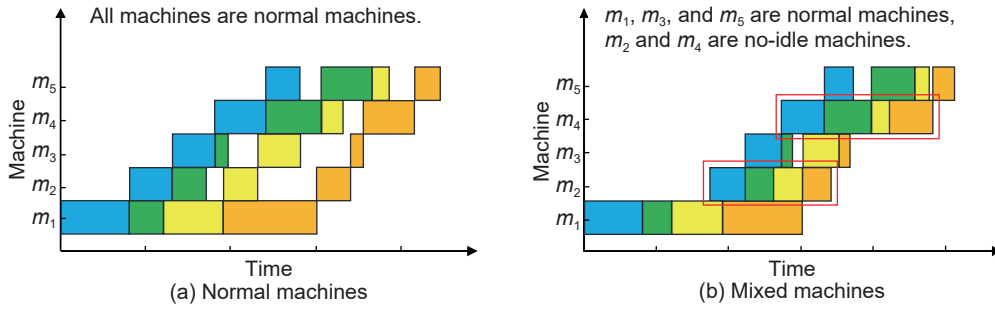 All machines are normal machines.
Machine
m5
m4
m3
m2
m1
Time
(a) Normal machines
m1, m3, and m5 are normal machines,
m2 and m4 are no-idle machines.
Machine
m5
m4
m3
m2
m1
Time
(b) Mixed machines